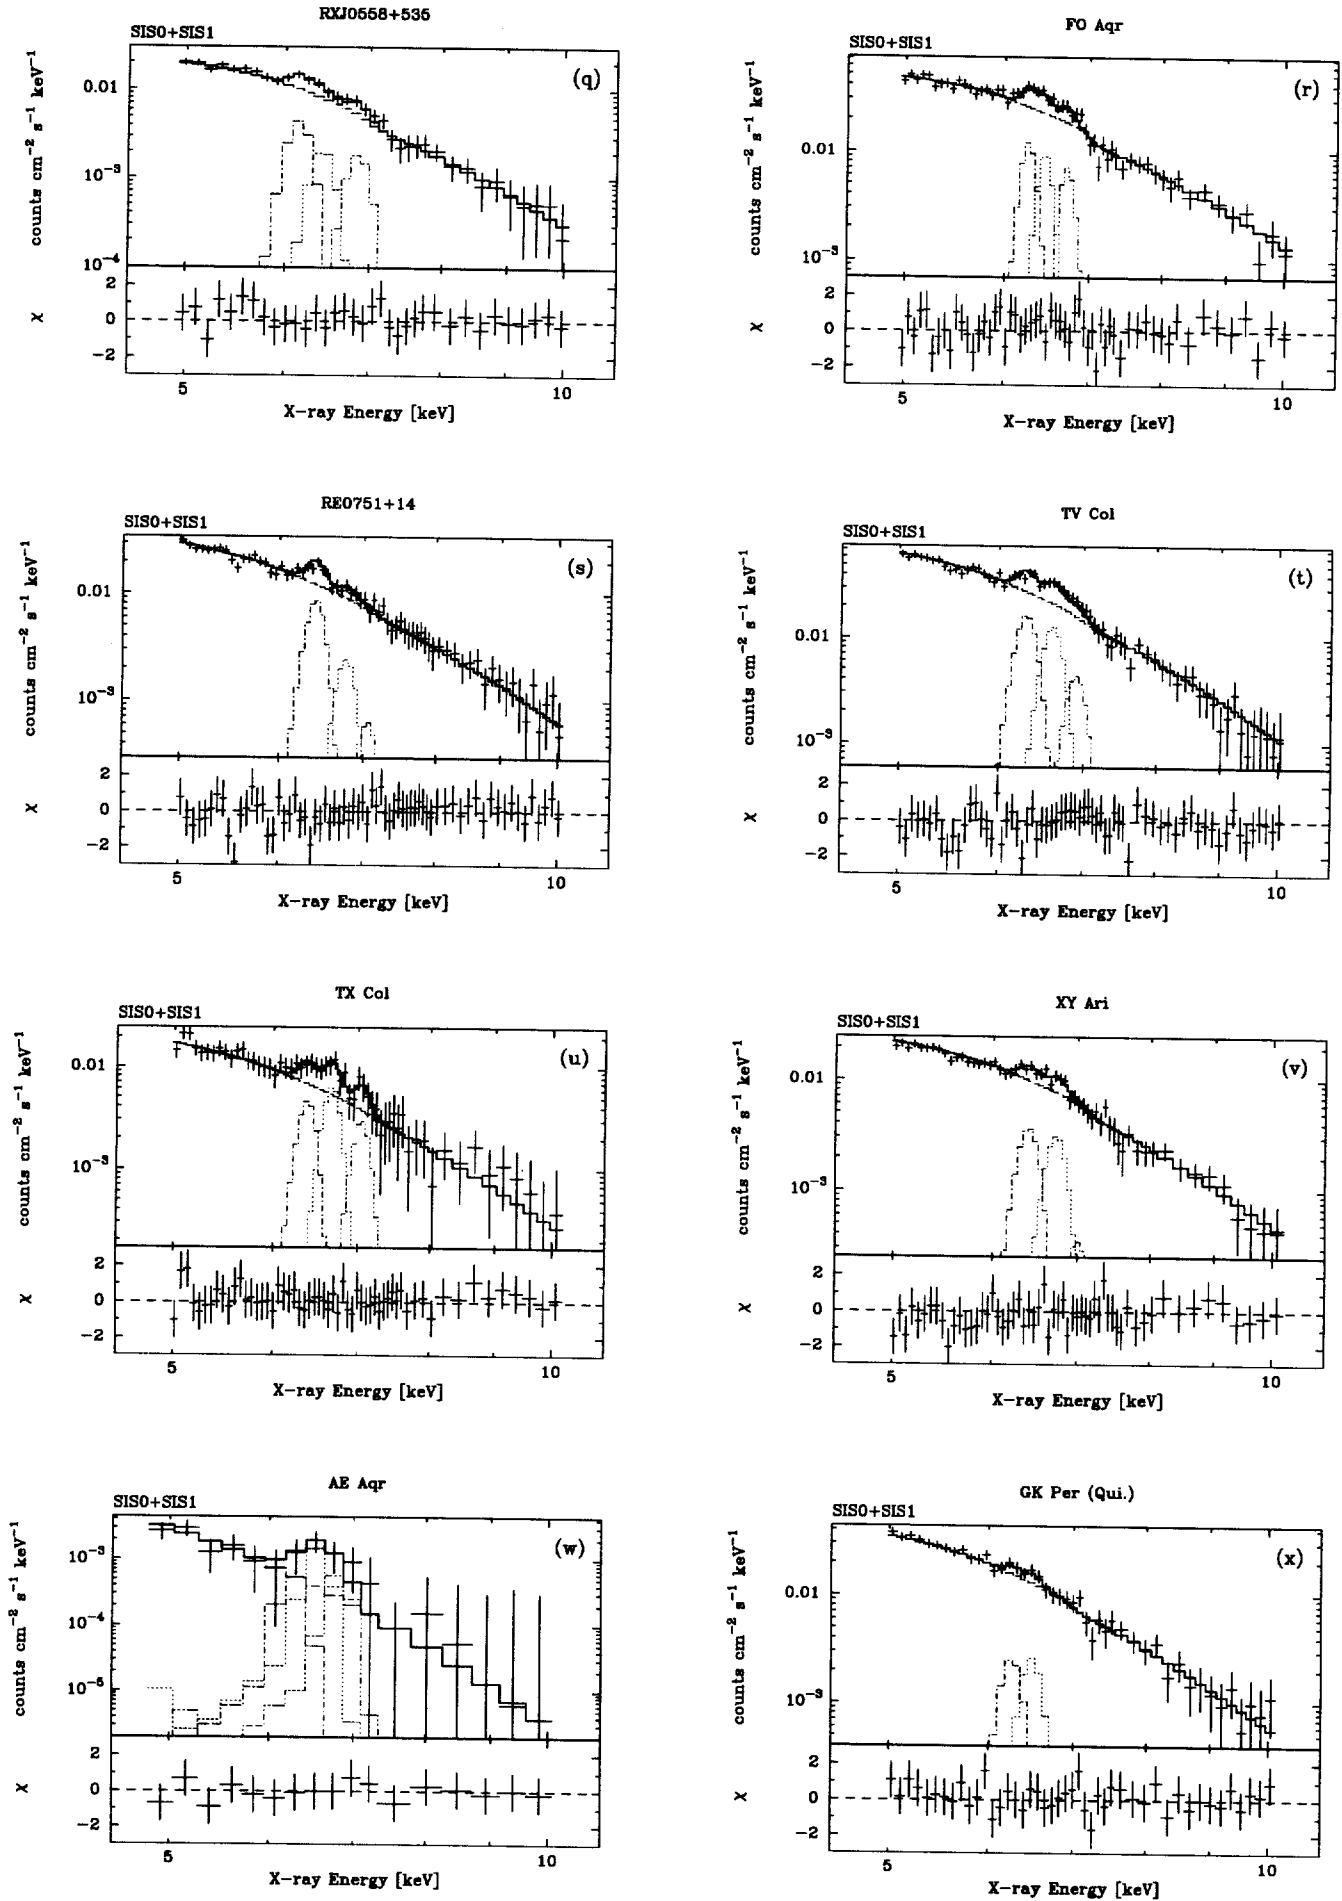 RXJ0558+535
SIS0+SIS1
(q)
counts cm⁻² s⁻¹ keV⁻¹
0.01
10⁻³
10⁻⁴
χ
2
0
−2
5
10
X-ray Energy [keV]
FO Aqr
SIS0+SIS1
(r)
counts cm⁻² s⁻¹ keV⁻¹
0.01
10⁻³
χ
2
0
−2
5
10
X-ray Energy [keV]
RE0751+14
SIS0+SIS1
(s)
counts cm⁻² s⁻¹ keV⁻¹
0.01
10⁻³
χ
2
0
−2
5
10
X-ray Energy [keV]
TV Col
SIS0+SIS1
(t)
counts cm⁻² s⁻¹ keV⁻¹
0.01
10⁻³
χ
2
0
−2
5
10
X-ray Energy [keV]
TX Col
SIS0+SIS1
(u)
counts cm⁻² s⁻¹ keV⁻¹
0.01
10⁻³
χ
2
0
−2
5
10
X-ray Energy [keV]
XY Ari
SIS0+SIS1
(v)
counts cm⁻² s⁻¹ keV⁻¹
0.01
10⁻³
χ
2
0
−2
5
10
X-ray Energy [keV]
AE Aqr
SIS0+SIS1
(w)
counts cm⁻² s⁻¹ keV⁻¹
10⁻³
10⁻⁴
10⁻⁵
χ
2
0
−2
5
10
X-ray Energy [keV]
GK Per (Qui.)
SIS0+SIS1
(x)
counts cm⁻² s⁻¹ keV⁻¹
0.01
10⁻³
χ
2
0
−2
5
10
X-ray Energy [keV]